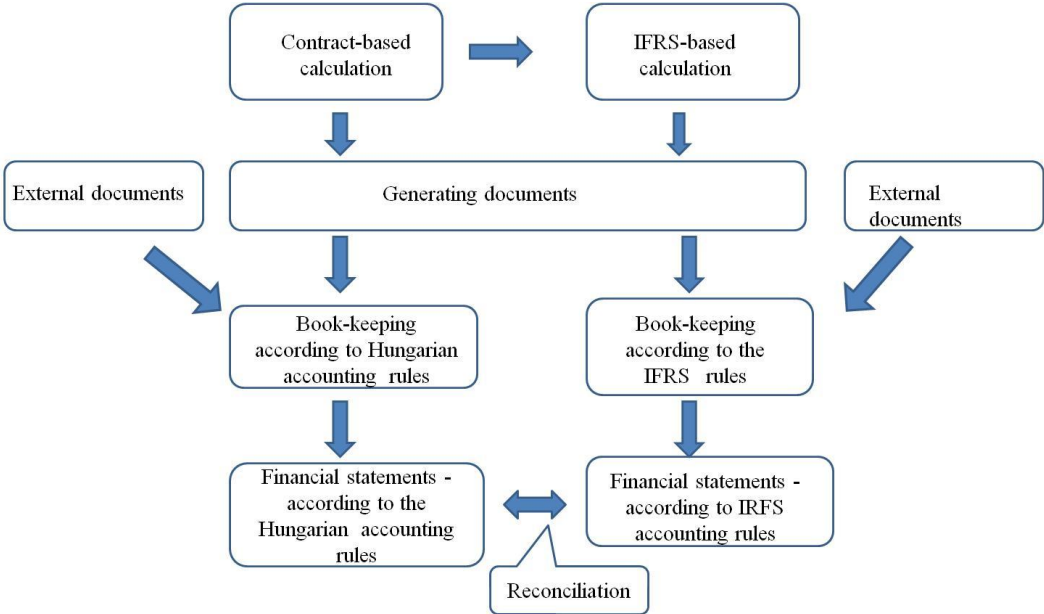 Contract-based
calculation
IFRS-based
calculation
External documents
Generating documents
External
documents
Book-keeping
according to Hungarian
accounting rules
Book-keeping
according to the
IFRS rules
Financial statements -
according to the
Hungarian accounting
rules
Financial statements -
according to IRFS
accounting rules
Reconciliation